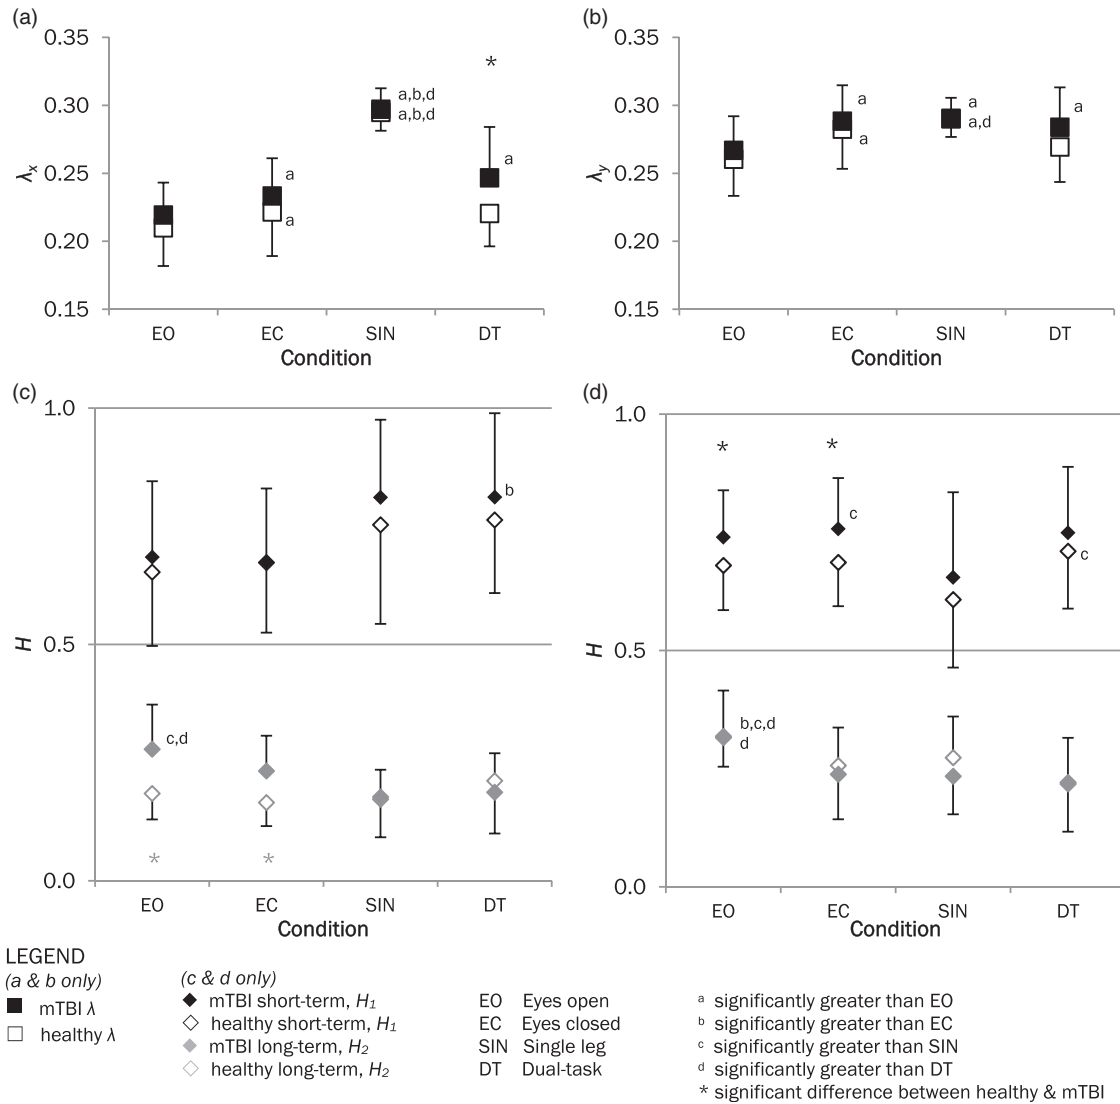 (a)
0.35
0.30
0.25
0.20
0.15
λx
*
a,b,d
a,b,d
a
a
a
EO EC SIN DT
Condition
(b)
0.35
0.30
0.25
0.20
0.15
λy
a
a
a
a,d
a
EO EC SIN DT
Condition
(c)
1.0
0.5
0.0
H
b
c,d
* *
EO EC SIN DT
Condition
(d)
1.0
0.5
0.0
H
* *
c
c
b,c,d
d
EO EC SIN DT
Condition
LEGEND
(a & b only)
mTBI λ
healthy λ
(c & d only)
mTBI short-term, H1
healthy short-term, H1
mTBI long-term, H2
healthy long-term, H2
EO Eyes open
EC Eyes closed
SIN Single leg
DT Dual-task
a significantly greater than EO
b significantly greater than EC
c significantly greater than SIN
d significantly greater than DT
* significant difference between healthy & mTBI